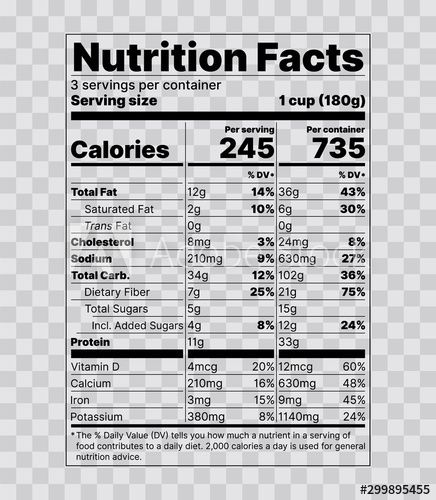 Nutrition Facts
3 servings per container
Serving size 1 cup (180g)
Per serving Per container
Calories 245 735
% DV* % DV*
Total Fat 12g 14% 36g 43%
Saturated Fat 2g 10% 6g 30%
Trans Fat 0g 0g
Cholesterol 8mg 3% 24mg 8%
Sodium 210mg 9% 630mg 27%
Total Carb. 34g 12% 102g 36%
Dietary Fiber 7g 25% 21g 75%
Total Sugars 5g 15g
Incl. Added Sugars 4g 8% 12g 24%
Protein 11g 33g
Vitamin D 4mcg 20% 12mcg 60%
Calcium 210mg 16% 630mg 48%
Iron 3mg 15% 9mg 45%
Potassium 380mg 8% 1140mg 24%
* The % Daily Value (DV) tells you how much a nutrient in a serving of
food contributes to a daily diet. 2,000 calories a day is used for general
nutrition advice.
Adobe Stock
#299895455